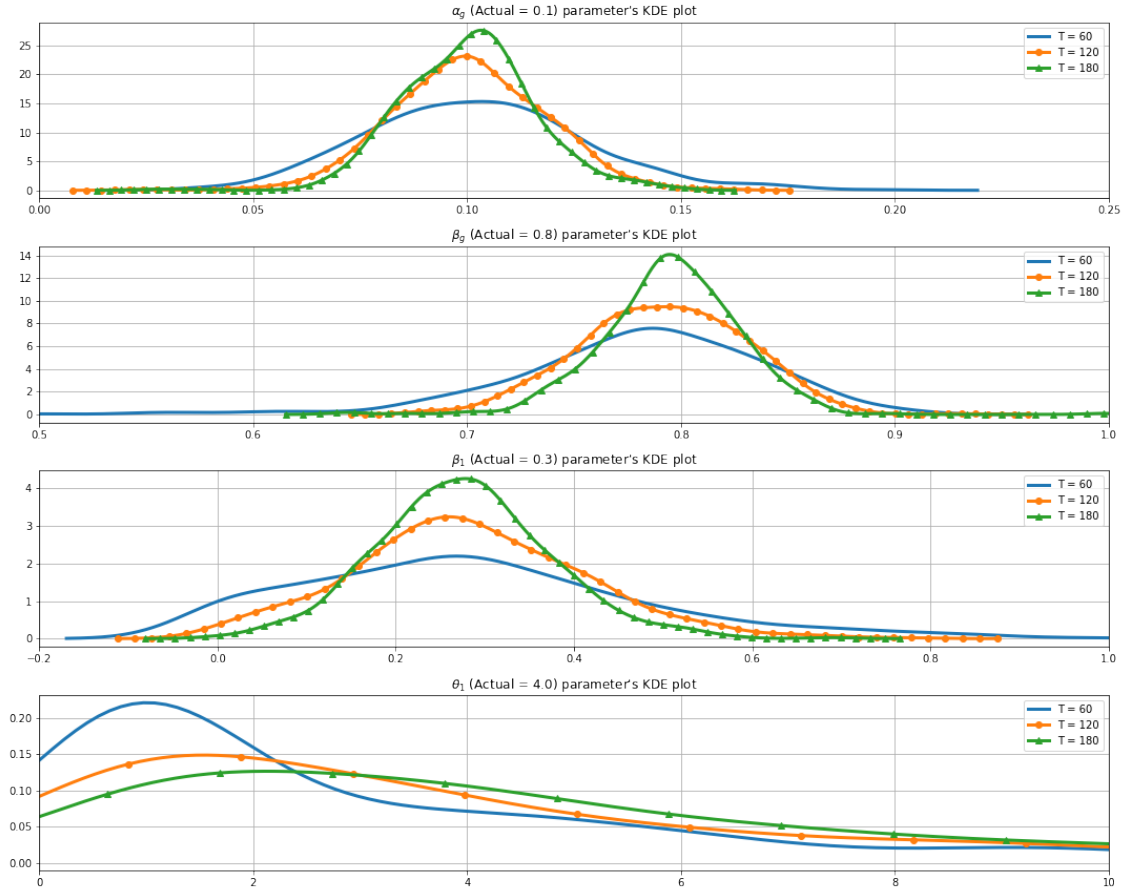 α_g (Actual = 0.1) parameter's KDE plot
25
20
15
10
5
0
0.00 0.05 0.10 0.15 0.20 0.25
T = 60
T = 120
T = 180
β_g (Actual = 0.8) parameter's KDE plot
14
12
10
8
6
4
2
0
0.5 0.6 0.7 0.8 0.9 1.0
T = 60
T = 120
T = 180
β₁ (Actual = 0.3) parameter's KDE plot
4
3
2
1
0
−0.2 0.0 0.2 0.4 0.6 0.8 1.0
T = 60
T = 120
T = 180
θ₁ (Actual = 4.0) parameter's KDE plot
0.20
0.15
0.10
0.05
0.00
0 2 4 6 8 10
T = 60
T = 120
T = 180